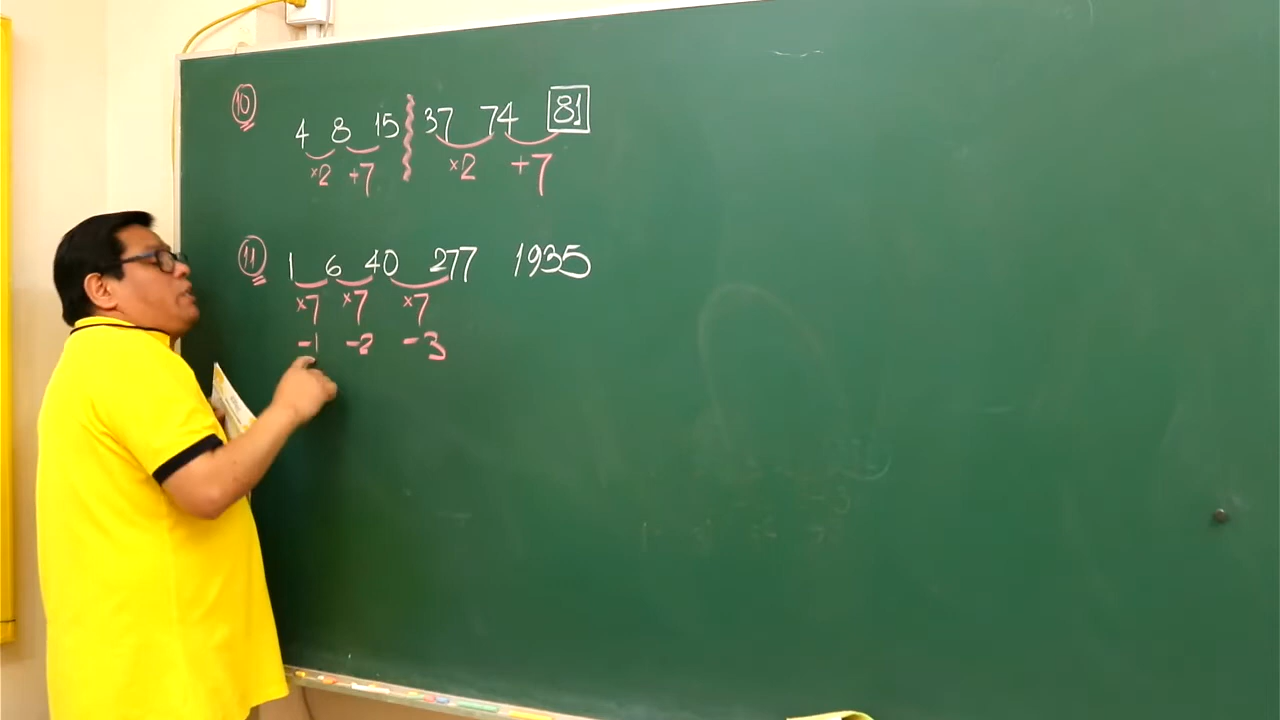 10
4 8 15 37 74 81
×2 +7 ×2 +7
11
1 6 40 277 1935
×7 ×7 ×7
-1 -2 -3